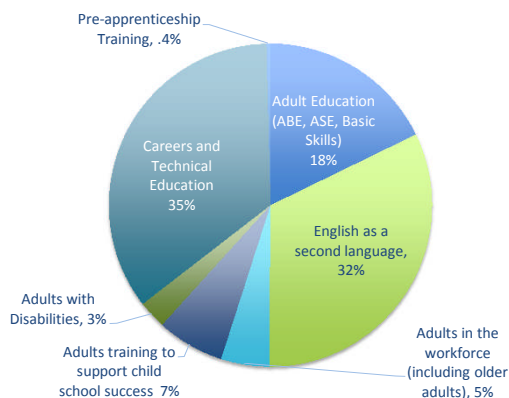 Pre-apprenticeship
Training, .4%
Adult Education
(ABE, ASE, Basic
Skills)
18%
Careers and
Technical
Education
35%
English as a
second language,
32%
Adults with
Disabilities, 3%
Adults training to
support child
school success 7%
Adults in the
workforce
(including older
adults), 5%